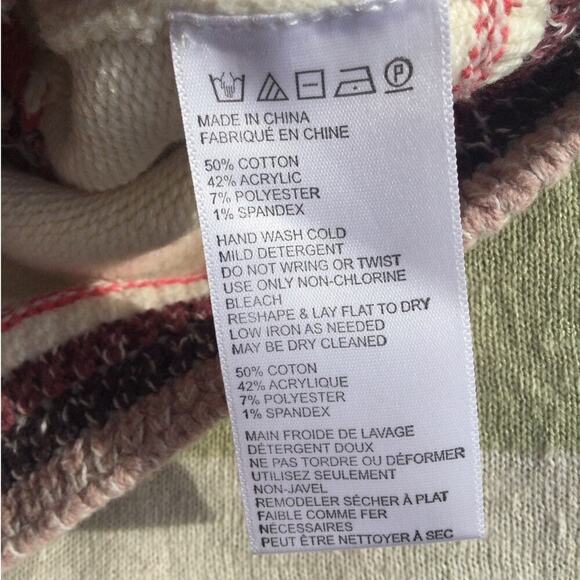 P
MADE IN CHINA
FABRIQUÉ EN CHINE
50% COTTON
42% ACRYLIC
7% POLYESTER
1% SPANDEX
HAND WASH COLD
MILD DETERGENT
DO NOT WRING OR TWIST
USE ONLY NON-CHLORINE
BLEACH
RESHAPE & LAY FLAT TO DRY
LOW IRON AS NEEDED
MAY BE DRY CLEANED
50% COTON
42% ACRYLIQUE
7% POLYESTER
1% SPANDEX
MAIN FROIDE DE LAVAGE
DÉTERGENT DOUX
NE PAS TORDRE OU DÉFORMER
UTILISEZ SEULEMENT
NON-JAVEL
REMODELER SÉCHER À PLAT
FAIBLE COMME FER
NÉCESSAIRES
PEUT ÊTRE NETTOYER À SEC